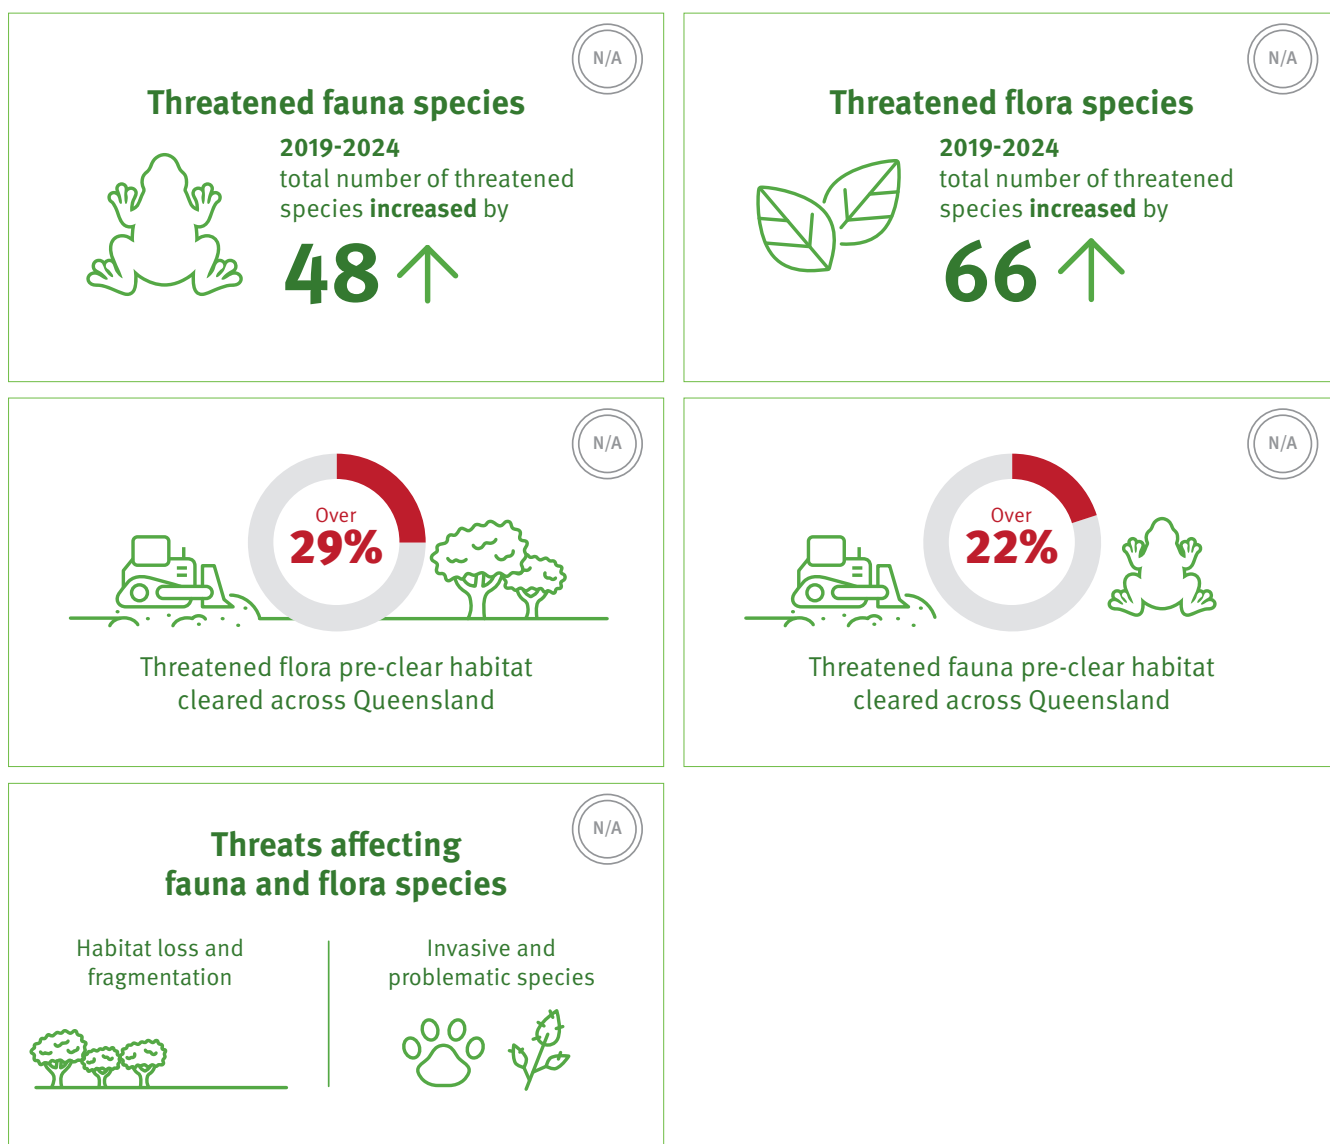 N/A
Threatened fauna species
2019-2024
total number of threatened
species increased by
48
N/A
Threatened flora species
2019-2024
total number of threatened
species increased by
66
N/A
Over
29%
Threatened flora pre-clear habitat
cleared across Queensland
N/A
Over
22%
Threatened fauna pre-clear habitat
cleared across Queensland
N/A
Threats affecting
fauna and flora species
Habitat loss and
fragmentation
Invasive and
problematic species